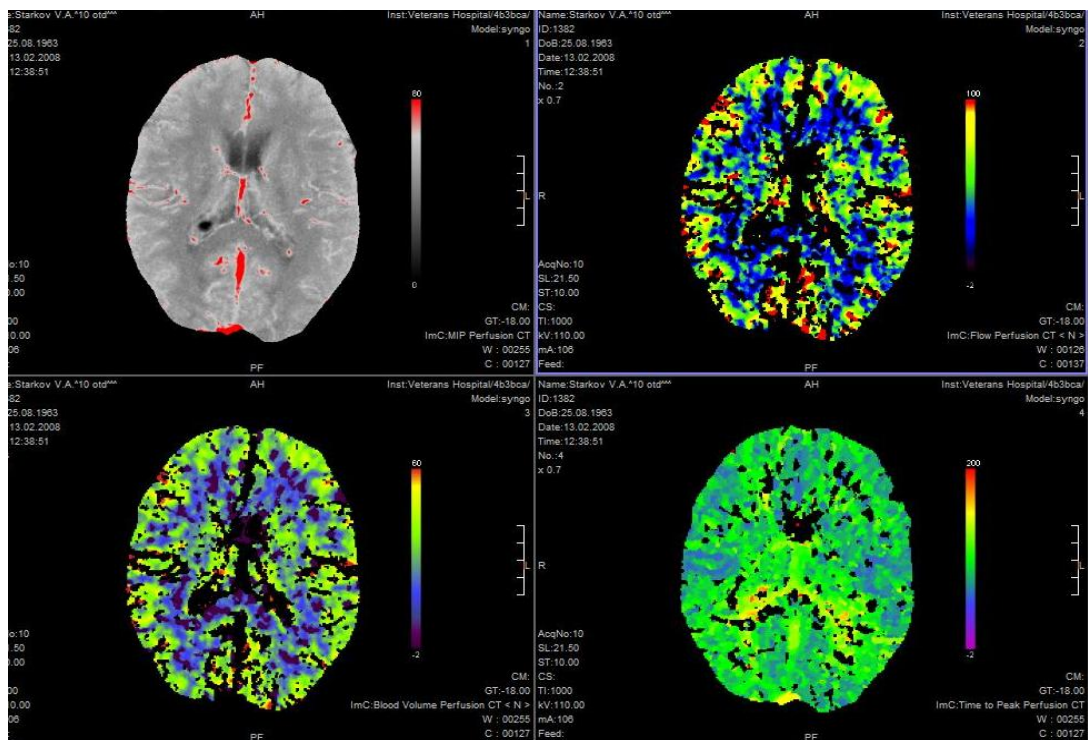 e:Starkov V.A.^10 otd^^^
AH
Inst:Veterans Hospital/4b3bca/
382
Model:syngo
25.08.1963
1
13.02.2008
12:38:51
80
L
0
AcqNo:10
.50
0.00
CM:
00
GT:-18.00
10.00
ImC:MIP Perfusion CT
06
W : 00255
PF
C : 00127
Name:Starkov V.A.^10 otd^^^
AH
Inst:Veterans Hospital/4b3bca/
ID:1382
Model:syngo
DoB:25.08.1963
2
Date:13.02.2008
Time:12:38:51
No.:2
x 0.7
100
R
L
-2
AcqNo:10
SL:21.50
ST:10.00
CS:
CM:
TI:1000
GT:-18.00
kV:110.00
ImC:Flow Perfusion CT < N >
mA:106
W : 00126
Feed:
PF
C : 00137
e:Starkov V.A.^10 otd^^^
AH
Inst:Veterans Hospital/4b3bca/
382
Model:syngo
25.08.1963
3
13.02.2008
12:38:51
60
L
-2
No:10
1.50
0.00
CM:
00
GT:-18.00
10.00
ImC:Blood Volume Perfusion CT < N >
06
W : 00255
PF
C : 00127
Name:Starkov V.A.^10 otd^^^
AH
Inst:Veterans Hospital/4b3bca/
ID:1382
Model:syngo
DoB:25.08.1963
4
Date:13.02.2008
Time:12:38:51
No.:4
x 0.7
200
R
L
-2
AcqNo:10
SL:21.50
ST:10.00
CS:
CM:
TI:1000
GT:-18.00
kV:110.00
ImC:Time to Peak Perfusion CT
mA:106
W : 00255
Feed:
PF
C : 00127